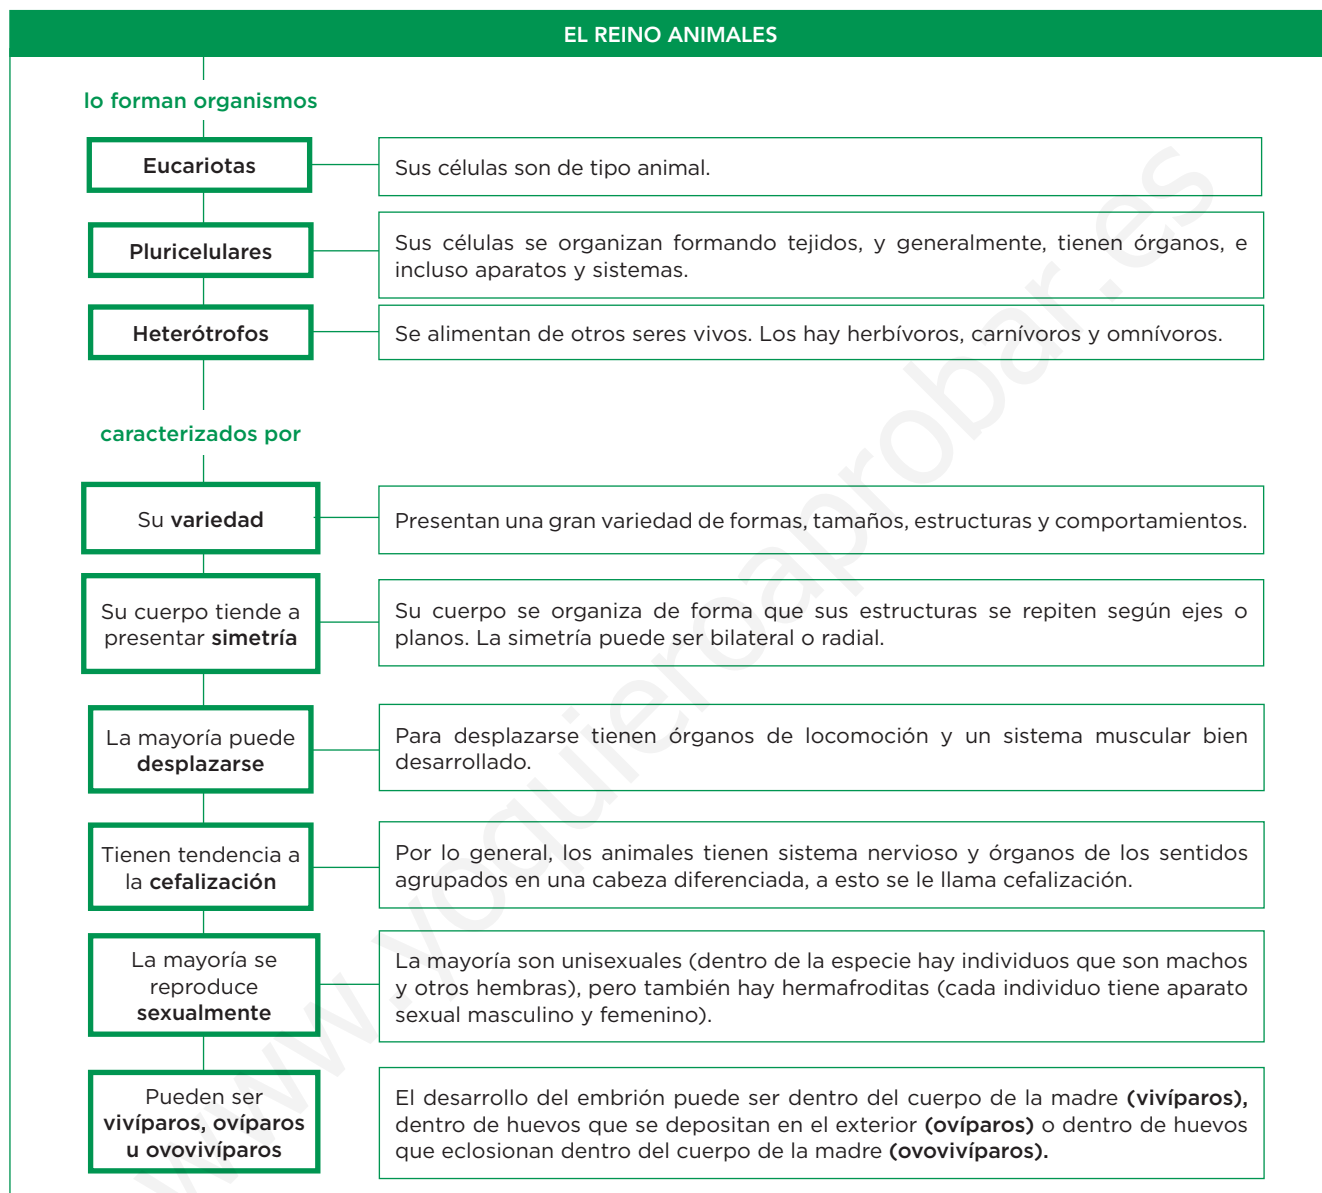 EL REINO ANIMALES
lo forman organismos
Eucariotas
Sus células son de tipo animal.
Pluricelulares
Sus células se organizan formando tejidos, y generalmente, tienen órganos, e
incluso aparatos y sistemas.
Heterótrofos
Se alimentan de otros seres vivos. Los hay herbívoros, carnívoros y omnívoros.
caracterizados por
Su variedad
Presentan una gran variedad de formas, tamaños, estructuras y comportamientos.
Su cuerpo tiende a
presentar simetría
Su cuerpo se organiza de forma que sus estructuras se repiten según ejes o
planos. La simetría puede ser bilateral o radial.
La mayoría puede
desplazarse
Para desplazarse tienen órganos de locomoción y un sistema muscular bien
desarrollado.
Tienen tendencia a
la cefalización
Por lo general, los animales tienen sistema nervioso y órganos de los sentidos
agrupados en una cabeza diferenciada, a esto se le llama cefalización.
La mayoría se
reproduce
sexualmente
La mayoría son unisexuales (dentro de la especie hay individuos que son machos
y otros hembras), pero también hay hermafroditas (cada individuo tiene aparato
sexual masculino y femenino).
Pueden ser
vivíparos, ovíparos
u ovovivíparos
El desarrollo del embrión puede ser dentro del cuerpo de la madre (vivíparos),
dentro de huevos que se depositan en el exterior (ovíparos) o dentro de huevos
que eclosionan dentro del cuerpo de la madre (ovovivíparos).
www.yoquieroaprobar.es